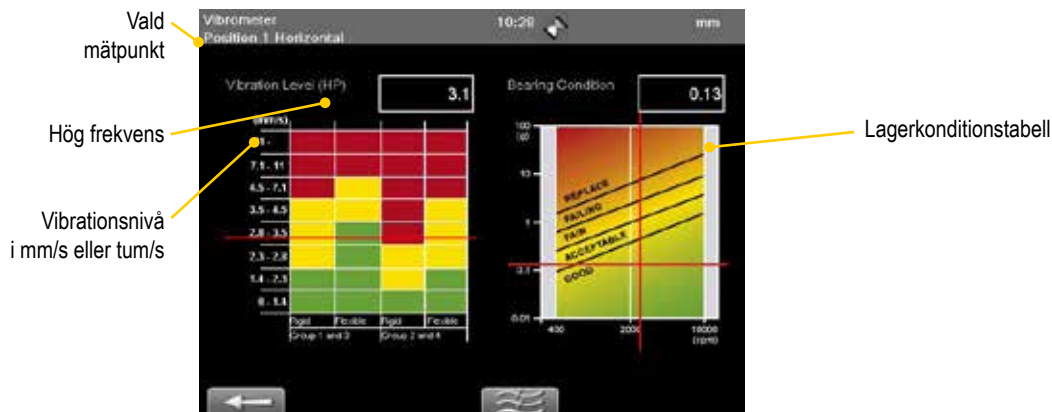 Vald
mätpunkt
Hög frekvens
Vibrationsnivå
i mm/s eller tum/s
Lagerkonditionstabell
Vibrometer
Position 1 Horizontal
10:28
mm
Vibration Level (HP)
3.1
Bearing Condition
0.13
(mm/s)
7.1 - 11
4.5 - 7.1
3.5 - 4.5
2.8 - 3.5
2.3 - 2.8
1.4 - 2.3
0 - 1.4
Rigid Flexible Rigid Flexible
Group 1 and 3 Group 2 and 4
100
(g)
10
1
0.1
0.01
REPLACE
FAILING
FAIR
ACCEPTABLE
GOOD
400 2000 10000
(rpm)